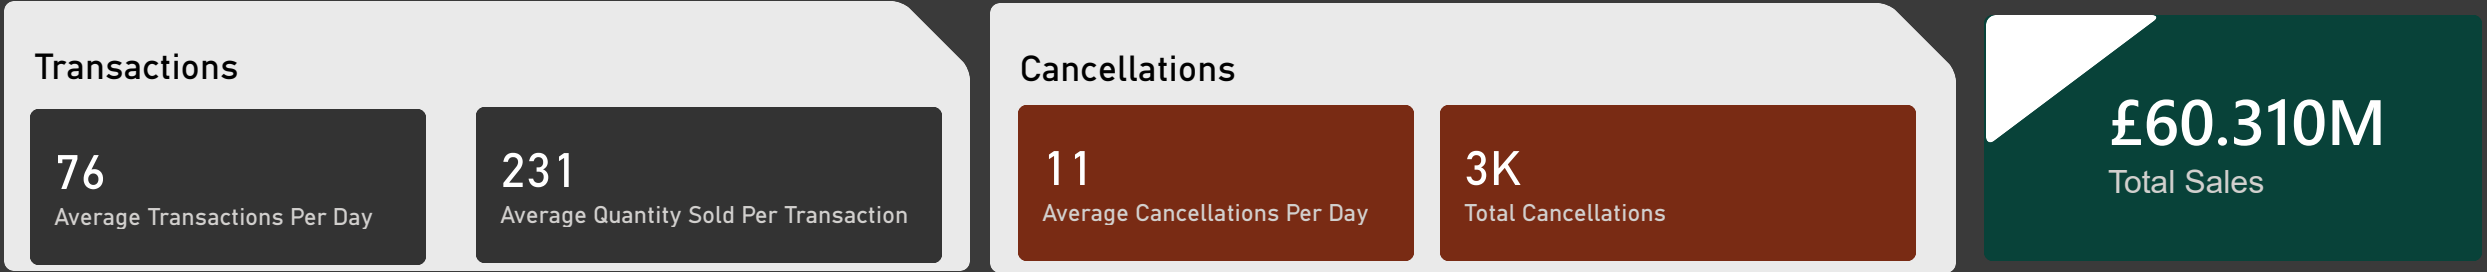 Transactions
76
Average Transactions Per Day
231
Average Quantity Sold Per Transaction
Cancellations
11
Average Cancellations Per Day
3K
Total Cancellations
£60.310M
Total Sales